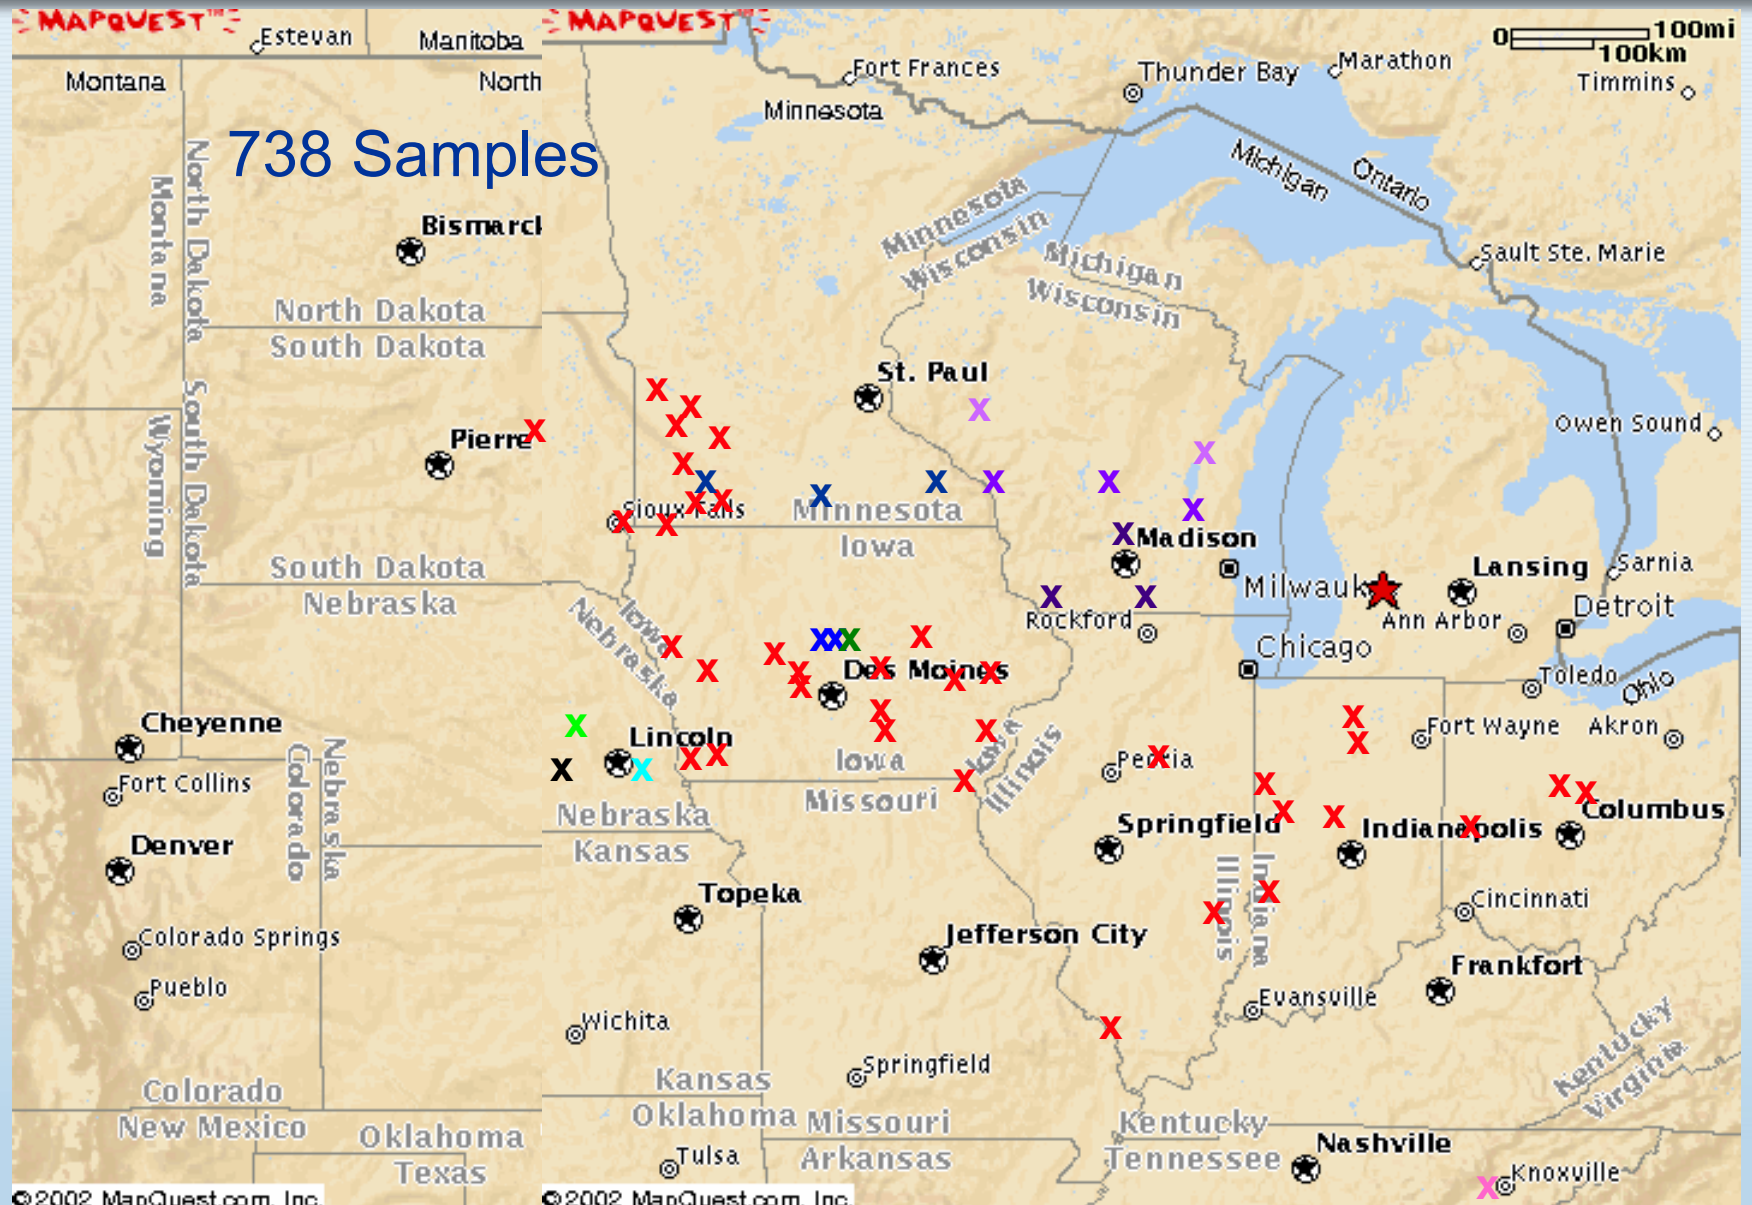 MAPQUEST™
MAPQUEST™
Estevan
Manitoba
Montana
North
Fort Frances
Minnesota
Thunder Bay
Marathon
Timmins
0 100mi
100km
738 Samples
North Dakota
Montana
Bismarck
Michigan
Ontario
Minnesota
Wisconsin
Michigan
Wisconsin
Sault Ste. Marie
North Dakota
South Dakota
St. Paul
X
X
X
X
X
X
Pierre
X
Wyoming
South Dakota
Owen Sound
X
X
X
X
X
X
X
X
X
X
X
Sioux Falls
X
X
X
Minnesota
Iowa
X
Madison
South Dakota
Nebraska
Iowa
Nebraska
Milwauk
Lansing
Sarnia
X
X
Rockford
Ann Arbor
Detroit
X
X
X
X
X
X
Chicago
X
X
X
Des Moines
X
X
X
X
Toledo
Ohio
X
X
X
X
Cheyenne
X
Lincoln
X
X
X
X
Iowa
Missouri
X
Iowa
Illinois
Peoria
X
X
X
Fort Wayne
Akron
Fort Collins
Colorado
Nebraska
Nebraska
Kansas
Springfield
X
X
X
Indianapolis
X
X
X
Columbus
Denver
Topeka
Illinois
Indiana
X
X
Cincinnati
Colorado Springs
Jefferson City
Frankfort
Pueblo
Evansville
Wichita
X
Springfield
Kentucky
Virginia
Colorado
New Mexico
Kansas
Oklahoma
Missouri
Arkansas
Kentucky
Tennessee
Oklahoma
Texas
Tulsa
Nashville
Knoxville
X
©2002 MapQuest.com, Inc.
©2002 MapQuest.com, Inc.